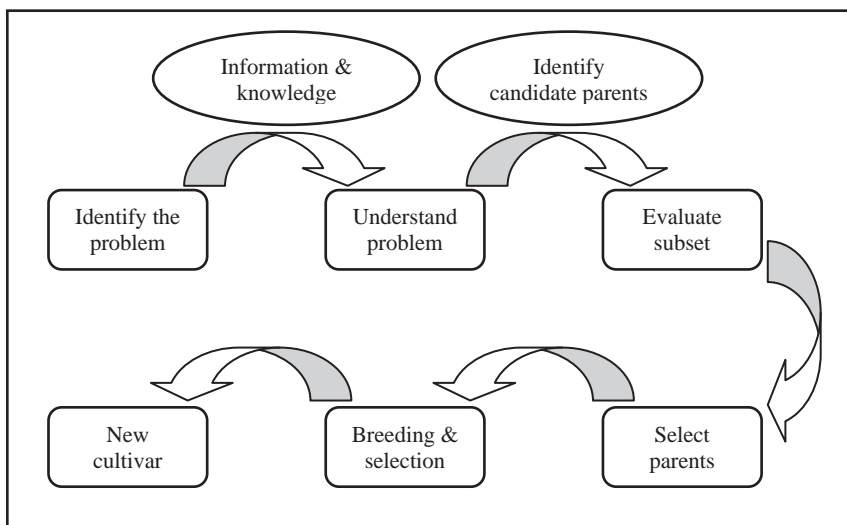 Information &
knowledge
Identify
candidate parents
Identify the
problem
Understand
problem
Evaluate
subset
New
cultivar
Breeding &
selection
Select
parents